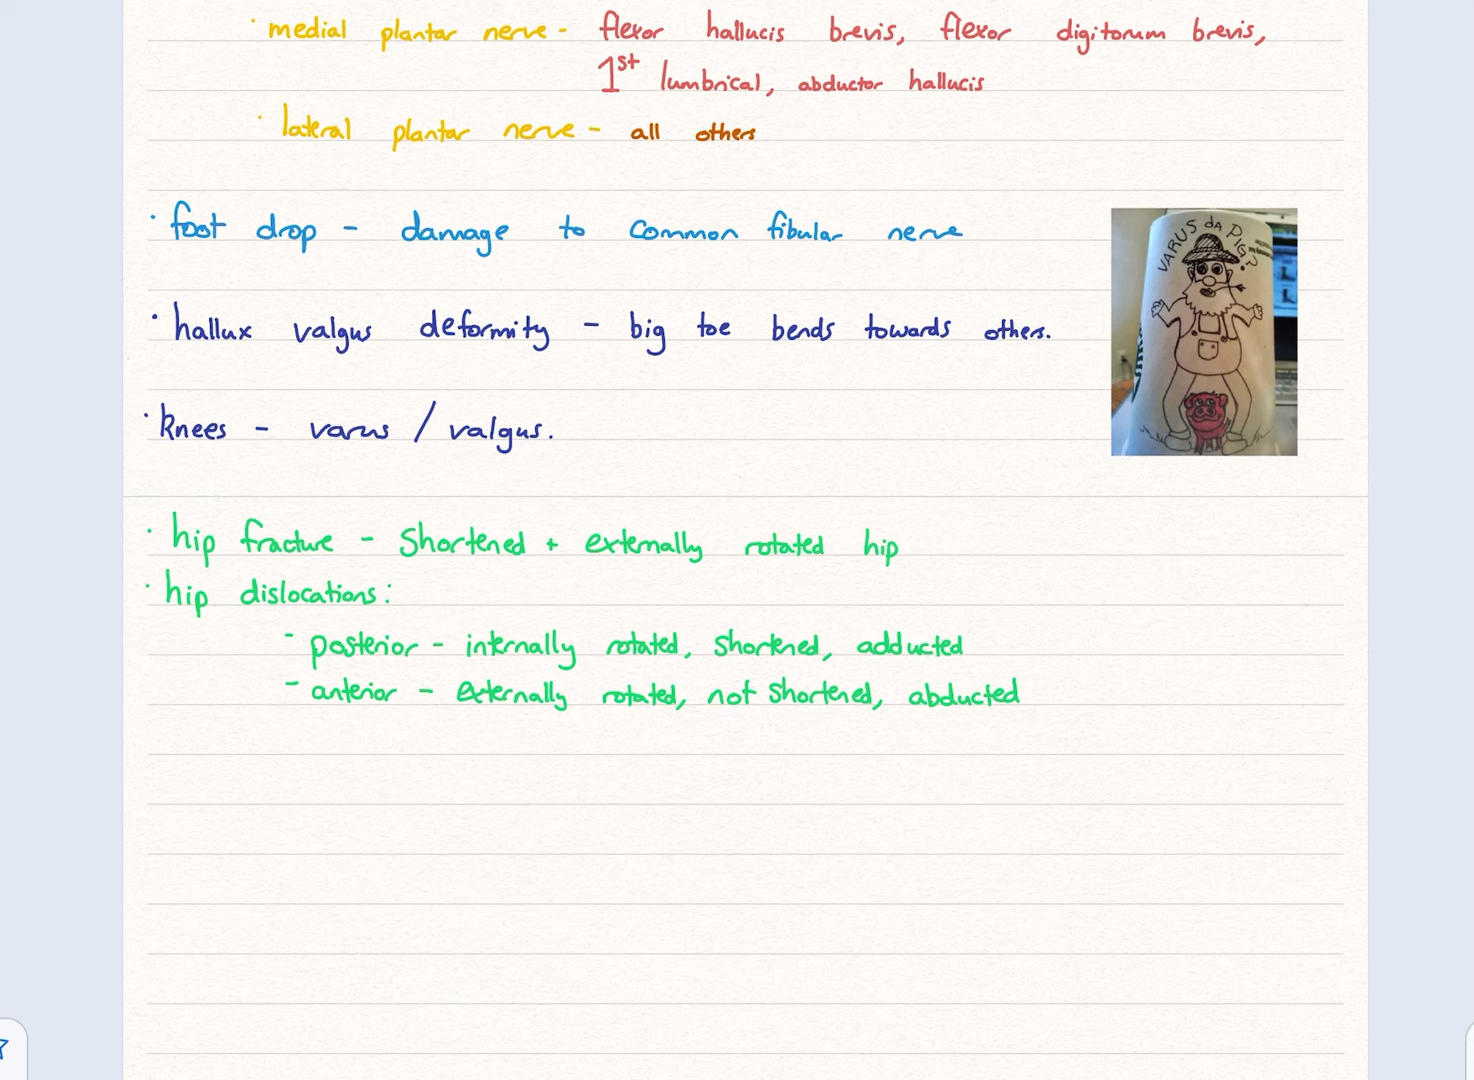 · medial plantar nerve - flexor hallucis brevis, flexor digitorum brevis,
1st lumbrical, abductor hallucis
· lateral plantar nerve - all others
· foot drop - damage to common fibular nerve
VARUS da PIG?
· hallux valgus deformity - big toe bends towards others.
· knees - varus / valgus.
· hip fracture - shortened + externally rotated hip
· hip dislocations:
- posterior - internally rotated, shortened, adducted
- anterior - externally rotated, not shortened, abducted